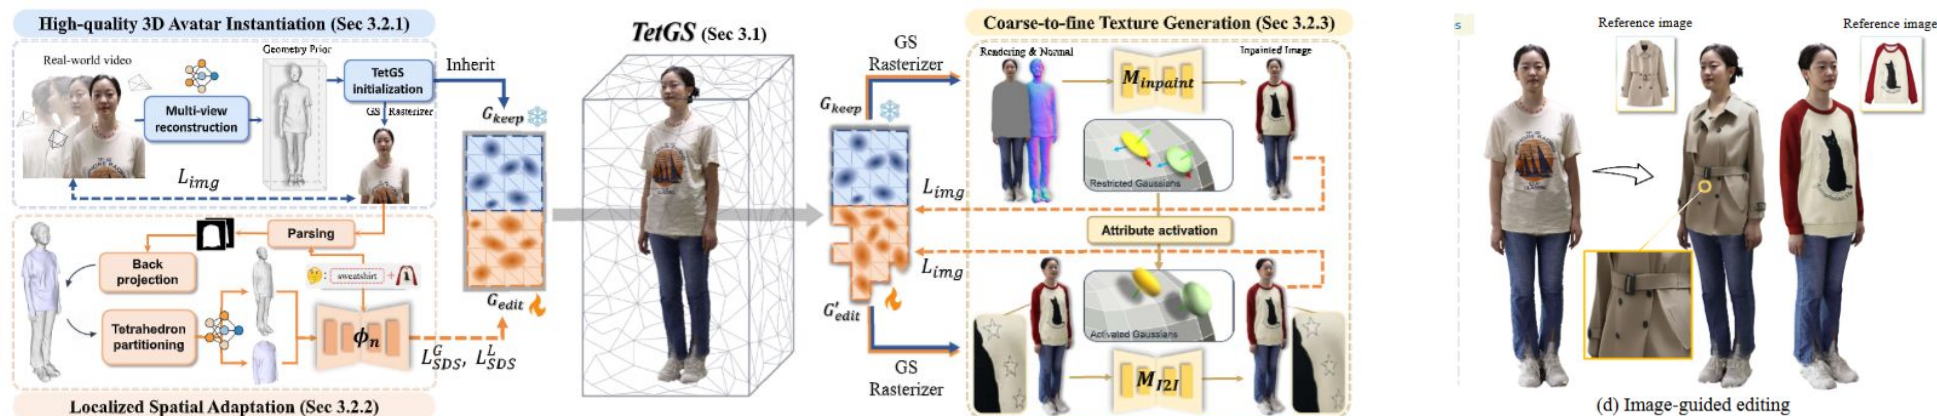 High-quality 3D Avatar Instantiation (Sec 3.2.1)
Real-world video
Geometry Prior
Multi-view
reconstruction
TetGS
initialization
GS Rasterizer
L_img
Inherit
G_keep
G_edit
Parsing
Back
projection
sweatshirt +
Tetrahedron
partitioning
ϕ_n
L^G_SDS, L^L_SDS
Localized Spatial Adaptation (Sec 3.2.2)
TetGS (Sec 3.1)
GS
Rasterizer
G_keep
G'_edit
GS
Rasterizer
Coarse-to-fine Texture Generation (Sec 3.2.3)
Rendering & Normal
M_inpaint
Inpainted Image
Restricted Gaussians
L_img
Attribute activation
L_img
Activated Gaussians
M_I2I
es
Reference image
Reference image
(d) Image-guided editing